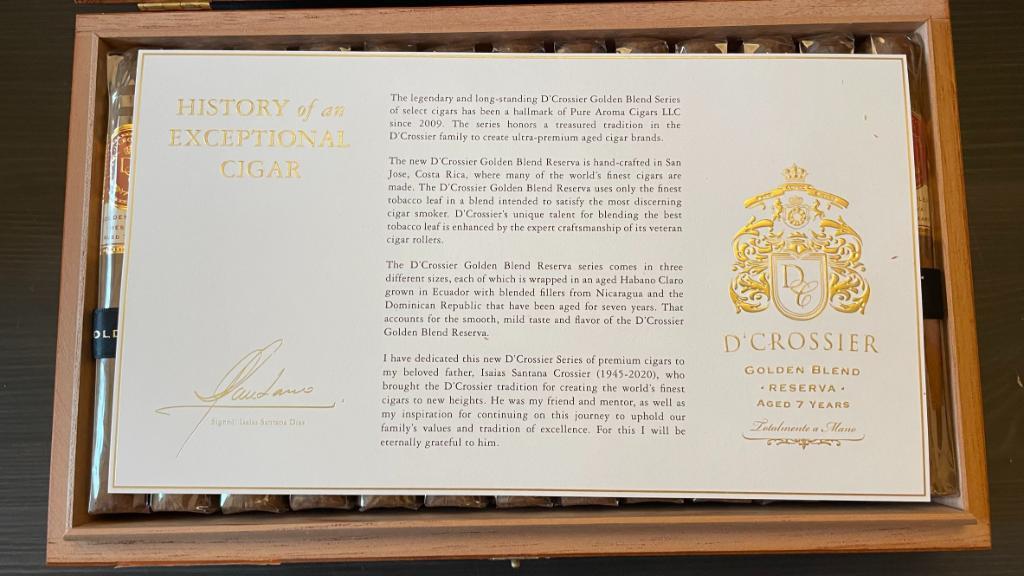 HISTORY of an
EXCEPTIONAL
CIGAR
Signed: Isaias Santana Diaz
The legendary and long-standing D'Crossier Golden Blend Series
of select cigars has been a hallmark of Pure Aroma Cigars LLC
since 2009. The series honors a treasured tradition in the
D'Crossier family to create ultra-premium aged cigar brands.
The new D'Crossier Golden Blend Reserva is hand-crafted in San
Jose, Costa Rica, where many of the world's finest cigars are
made. The D'Crossier Golden Blend Reserva uses only the finest
tobacco leaf in a blend intended to satisfy the most discerning
cigar smoker. D'Crossier's unique talent for blending the best
tobacco leaf is enhanced by the expert craftsmanship of its veteran
cigar rollers.
The D'Crossier Golden Blend Reserva series comes in three
different sizes, each of which is wrapped in an aged Habano Claro
grown in Ecuador with blended fillers from Nicaragua and the
Dominican Republic that have been aged for seven years. That
accounts for the smooth, mild taste and flavor of the D'Crossier
Golden Blend Reserva.
I have dedicated this new D'Crossier Series of premium cigars to
my beloved father, Isaias Santana Crossier (1945-2020), who
brought the D'Crossier tradition for creating the world's finest
cigars to new heights. He was my friend and mentor, as well as
my inspiration for continuing on this journey to uphold our
family's values and tradition of excellence. For this I will be
eternally grateful to him.
DC
D'CROSSIER
GOLDEN BLEND
· RESERVA ·
AGED 7 YEARS
Totalmente a Mano
OLD